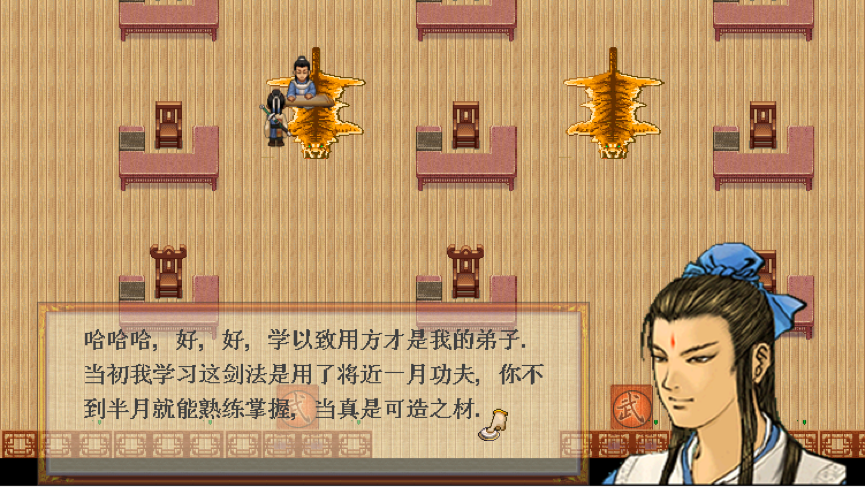 哈哈哈, 好, 好, 学以致用方才是我的弟子.
当初我学习这剑法是用了将近一月功夫, 你不
到半月就能熟练掌握, 当真是可造之材.
武
武